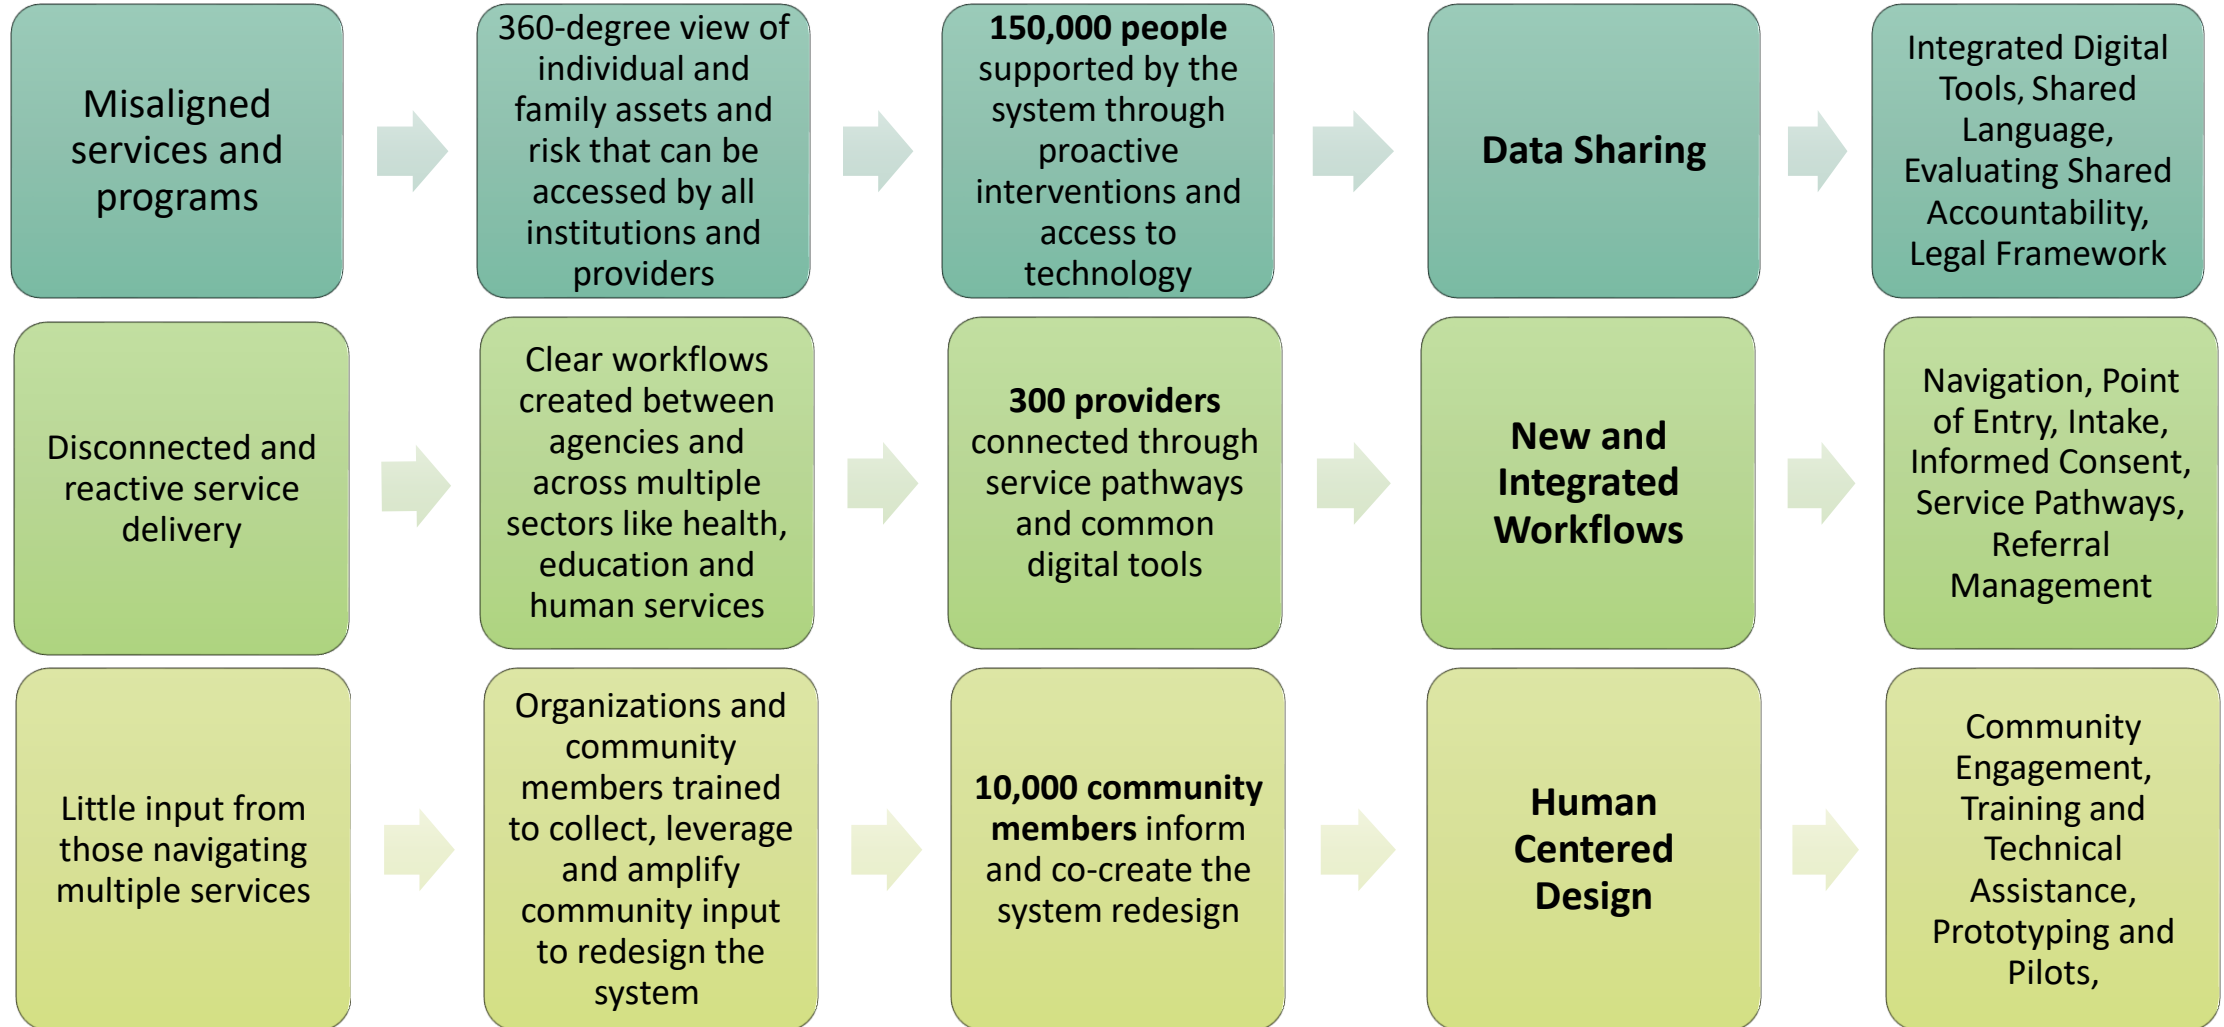 Misaligned
services and
programs
360-degree view of
individual and
family assets and
risk that can be
accessed by all
institutions and
providers
150,000 people
supported by the
system through
proactive
interventions and
access to
technology
Data Sharing
Integrated Digital
Tools, Shared
Language,
Evaluating Shared
Accountability,
Legal Framework
Disconnected and
reactive service
delivery
Clear workflows
created between
agencies and
across multiple
sectors like health,
education and
human services
300 providers
connected through
service pathways
and common
digital tools
New and
Integrated
Workflows
Navigation, Point
of Entry, Intake,
Informed Consent,
Service Pathways,
Referral
Management
Little input from
those navigating
multiple services
Organizations and
community
members trained
to collect, leverage
and amplify
community input
to redesign the
system
10,000 community
members inform
and co-create the
system redesign
Human
Centered
Design
Community
Engagement,
Training and
Technical
Assistance,
Prototyping and
Pilots,